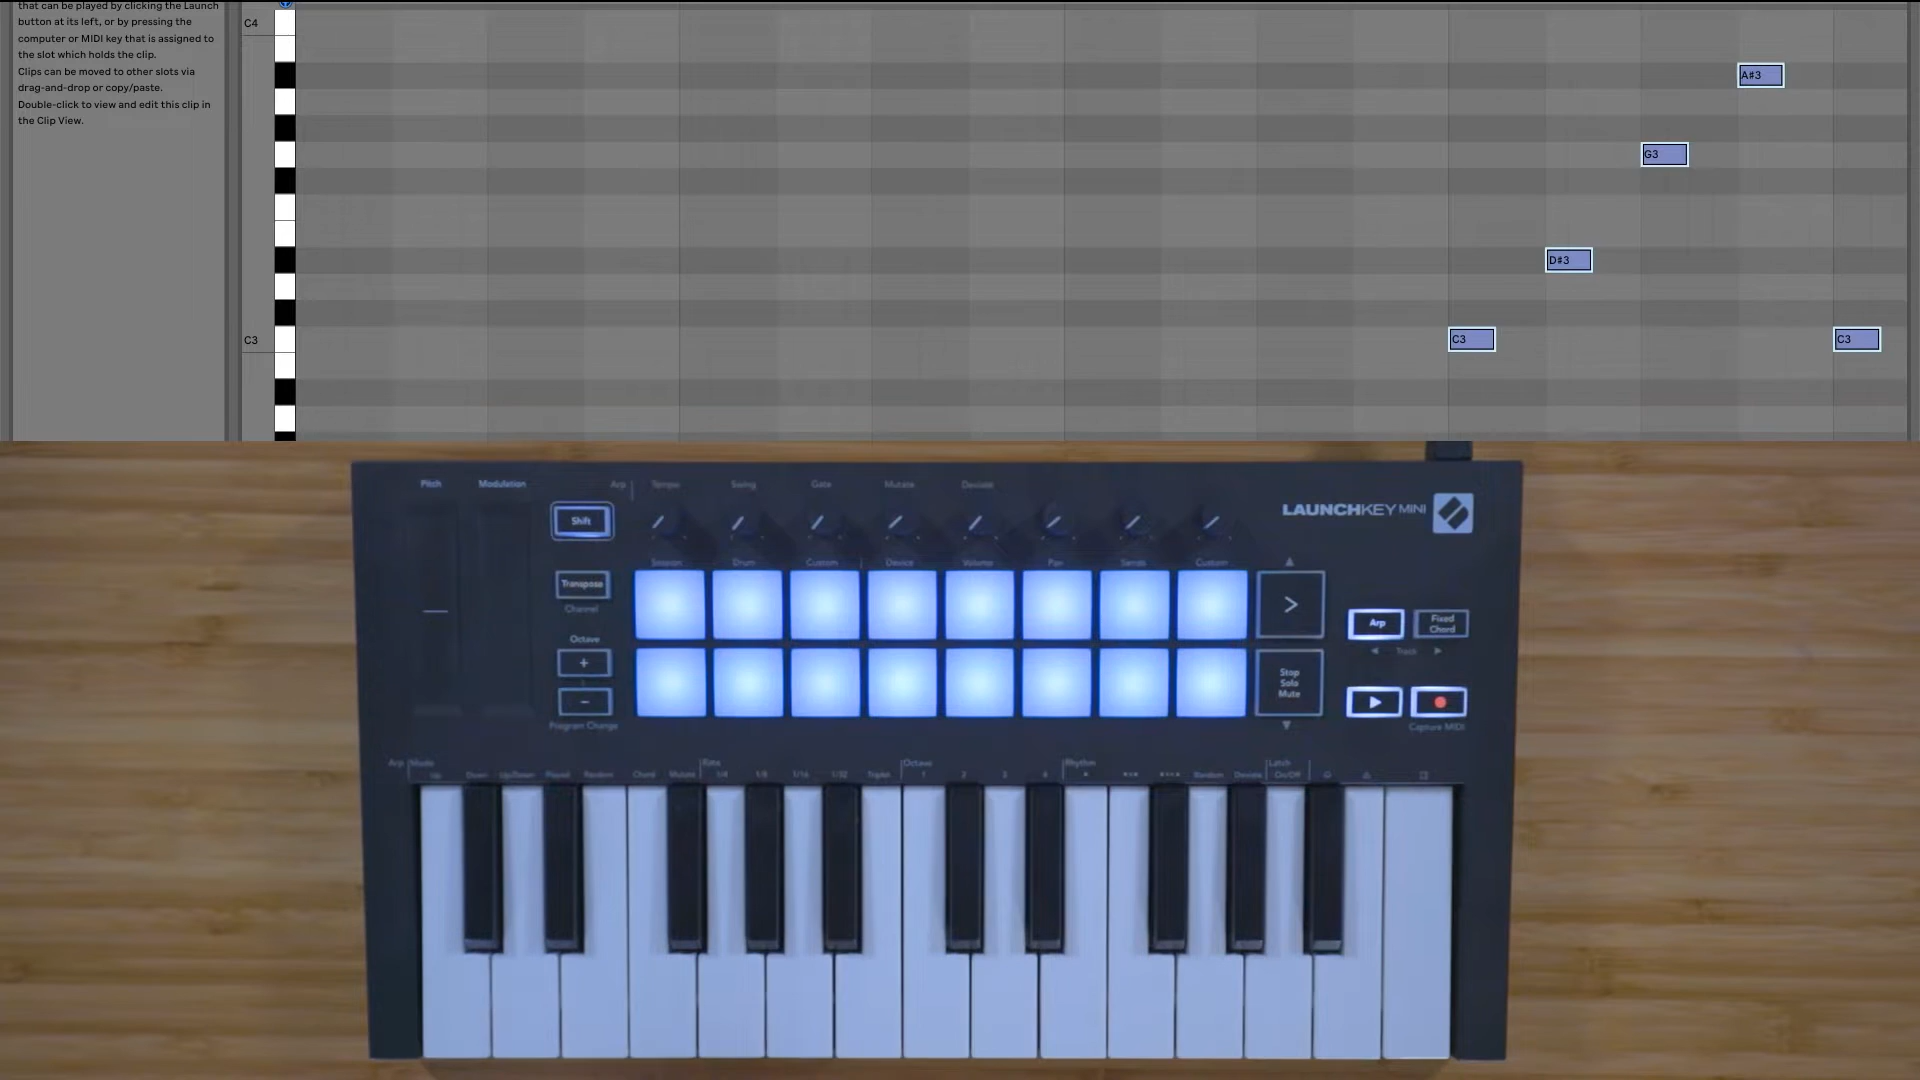 that can be played by clicking the Launch
button at its left, or by pressing the
computer or MIDI key that is assigned to
the slot which holds the clip.
Clips can be moved to other slots via
drag-and-drop or copy/paste.
Double-click to view and edit this clip in
the Clip View.
C4
A#3
G3
D#3
C3
C3
C3
Pitch
Modulation
Arp
Tempo
Swing
Gate
Mutate
Deviate
Shift
LAUNCHKEY MINI
Session
Drum
Custom
Device
Volume
Pan
Sends
Custom
Transpose
Channel
Octave
+
-
Program Change
>
Stop
Solo
Mute
Arp
Fixed
Chord
Track
Capture MIDI
Arp
Mode
Up
Down
Up/Down
Played
Random
Chord
Mutate
Rate
1/4
1/8
1/16
1/32
Triplet
Octave
1
2
3
4
Rhythm
Random
Deviate
Latch
On/Off